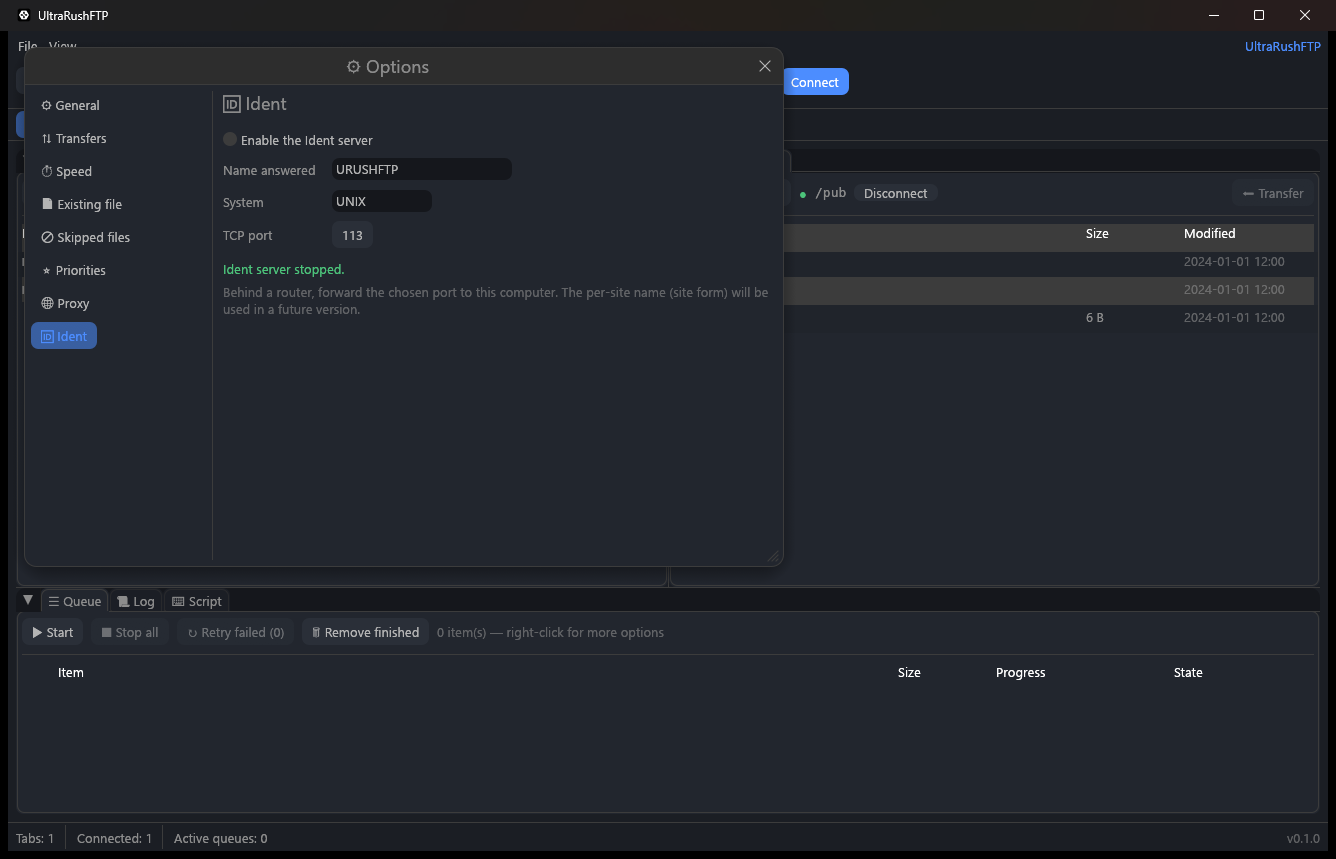 UltraRushFTP
File View
UltraRushFTP
Options
Connect
General
Transfers
Speed
Existing file
Skipped files
Priorities
Proxy
Ident
Ident
Enable the Ident server
Name answered URUSHFTP
System UNIX
TCP port 113
Ident server stopped.
Behind a router, forward the chosen port to this computer. The per-site name (site form) will be
used in a future version.
/pub Disconnect Transfer
Size Modified
2024-01-01 12:00
2024-01-01 12:00
6 B 2024-01-01 12:00
Queue Log Script
Start Stop all Retry failed (0) Remove finished 0 item(s) — right-click for more options
Item Size Progress State
Tabs: 1 Connected: 1 Active queues: 0 v0.1.0